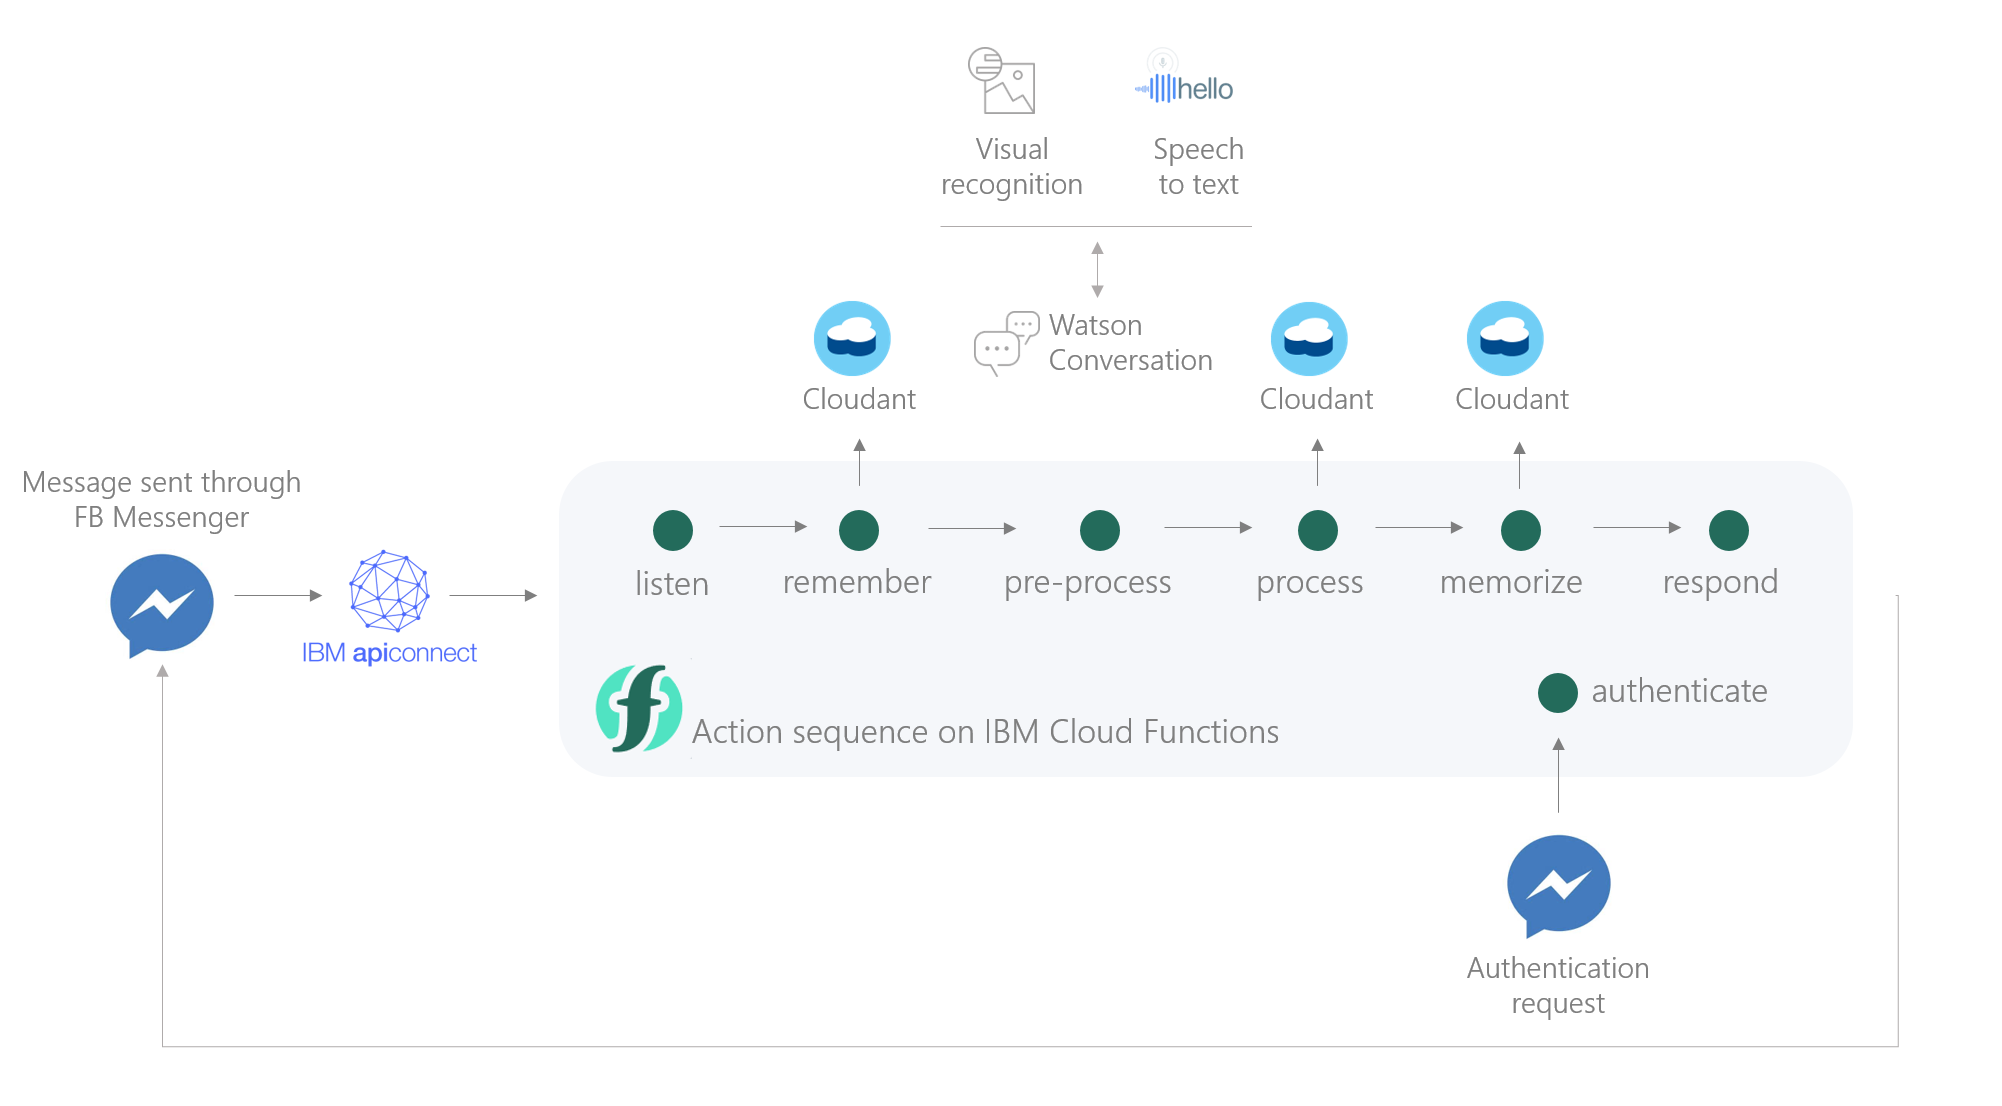 hello
Visual
recognition
Speech
to text
Watson
Conversation
Cloudant
Cloudant
Cloudant
Message sent through
FB Messenger
IBM apiconnect
listen
remember
pre-process
process
memorize
respond
authenticate
Action sequence on IBM Cloud Functions
Authentication
request